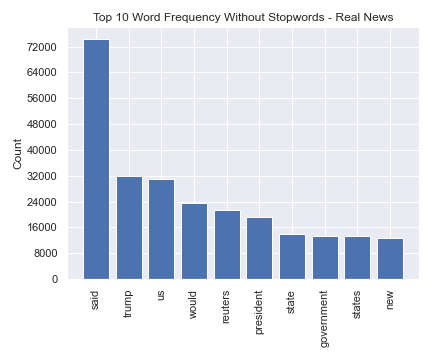 Top 10 Word Frequency Without Stopwords - Real News
Count
72000
64000
56000
48000
40000
32000
24000
16000
8000
0
said
trump
us
would
reuters
president
state
government
states
new